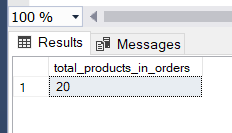 100 %
Results Messages
total_products_in_orders
1 20